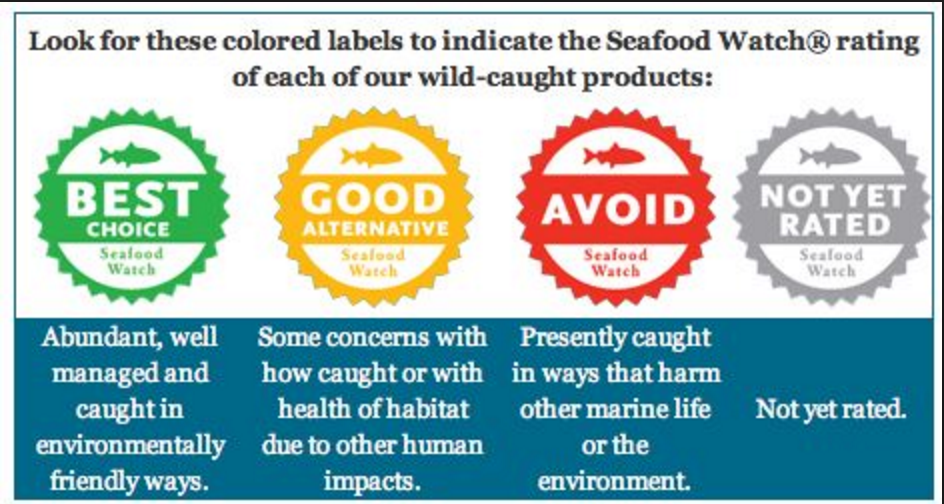 Look for these colored labels to indicate the Seafood Watch® rating
of each of our wild-caught products:
BEST
CHOICE
Seafood
Watch
GOOD
ALTERNATIVE
Seafood
Watch
AVOID
Seafood
Watch
NOT YET
RATED
Seafood
Watch
Abundant, well
managed and
caught in
environmentally
friendly ways.
Some concerns with
how caught or with
health of habitat
due to other human
impacts.
Presently caught
in ways that harm
other marine life
or the
environment.
Not yet rated.